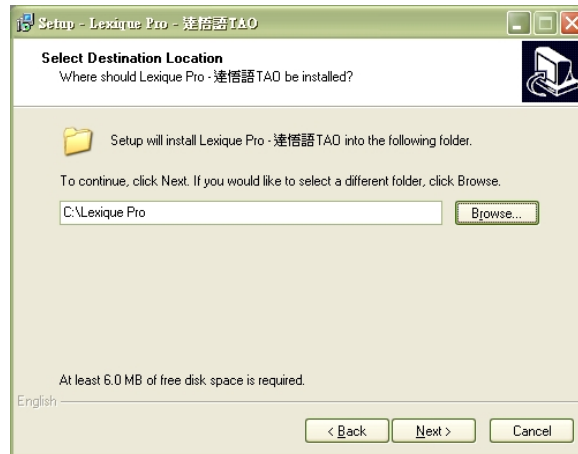 Setup - Lexique Pro - 達悟語TAO
Select Destination Location
Where should Lexique Pro - 達悟語TAO be installed?
Setup will install Lexique Pro - 達悟語TAO into the following folder.
To continue, click Next. If you would like to select a different folder, click Browse.
C:\Lexique Pro
Browse...
At least 6.0 MB of free disk space is required.
English
< Back
Next >
Cancel